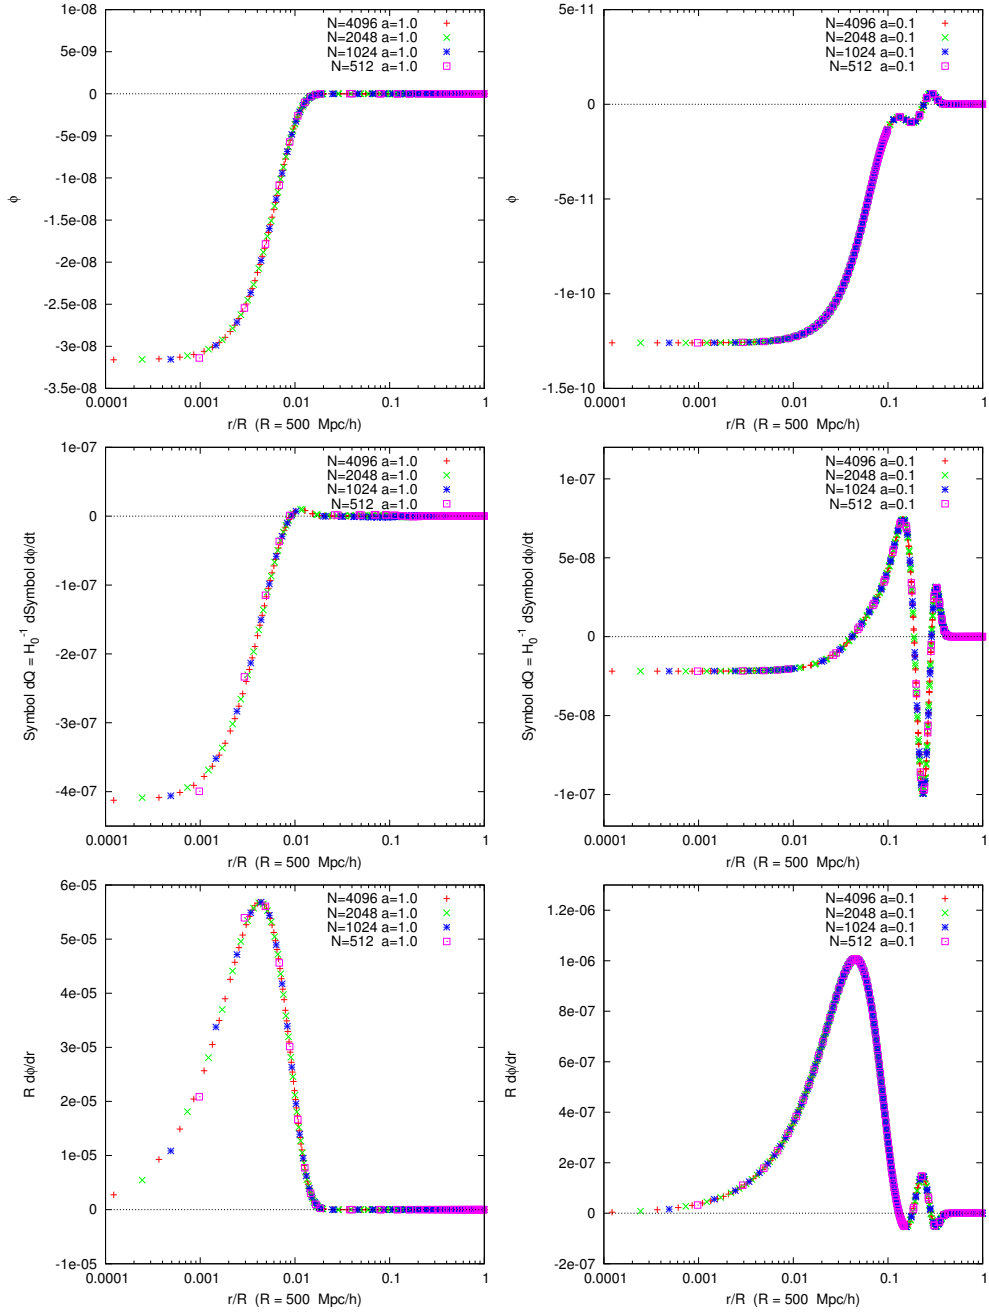 1e-08
5e-09
0
-5e-09
-1e-08
-1.5e-08
-2e-08
-2.5e-08
-3e-08
-3.5e-08
ϕ
N=4096 a=1.0
N=2048 a=1.0
N=1024 a=1.0
N=512 a=1.0
0.0001 0.001 0.01 0.1 1
r/R (R = 500 Mpc/h)
5e-11
0
-5e-11
-1e-10
-1.5e-10
ϕ
N=4096 a=0.1
N=2048 a=0.1
N=1024 a=0.1
N=512 a=0.1
0.0001 0.001 0.01 0.1 1
r/R (R = 500 Mpc/h)
1e-07
0
-1e-07
-2e-07
-3e-07
-4e-07
Symbol dQ = H0^-1 dSymbol dϕ/dt
N=4096 a=1.0
N=2048 a=1.0
N=1024 a=1.0
N=512 a=1.0
0.0001 0.001 0.01 0.1 1
r/R (R = 500 Mpc/h)
1e-07
5e-08
0
-5e-08
-1e-07
Symbol dQ = H0^-1 dSymbol dϕ/dt
N=4096 a=0.1
N=2048 a=0.1
N=1024 a=0.1
N=512 a=0.1
0.0001 0.001 0.01 0.1 1
r/R (R = 500 Mpc/h)
6e-05
5e-05
4e-05
3e-05
2e-05
1e-05
0
-1e-05
R dϕ/dr
N=4096 a=1.0
N=2048 a=1.0
N=1024 a=1.0
N=512 a=1.0
0.0001 0.001 0.01 0.1 1
r/R (R = 500 Mpc/h)
1.2e-06
1e-06
8e-07
6e-07
4e-07
2e-07
0
-2e-07
R dϕ/dr
N=4096 a=0.1
N=2048 a=0.1
N=1024 a=0.1
N=512 a=0.1
0.0001 0.001 0.01 0.1 1
r/R (R = 500 Mpc/h)